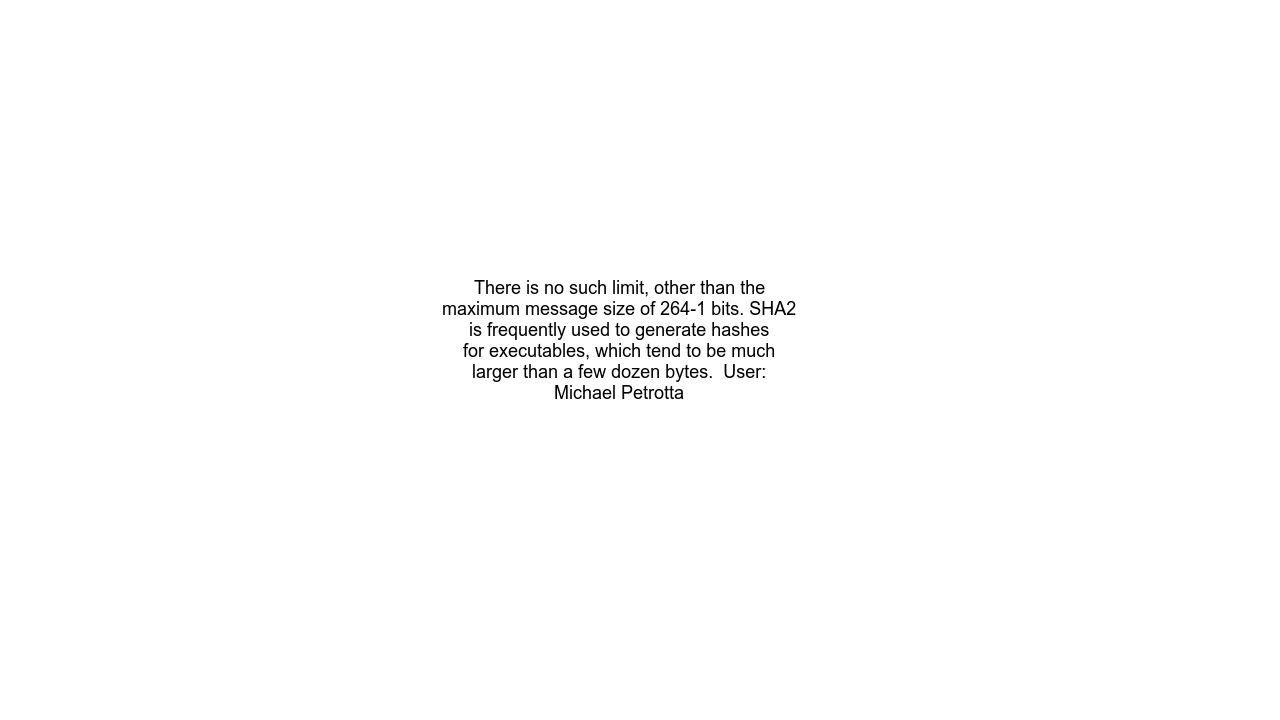 There is no such limit, other than the
maximum message size of 264-1 bits. SHA2
is frequently used to generate hashes
for executables, which tend to be much
larger than a few dozen bytes.  User:
Michael Petrotta